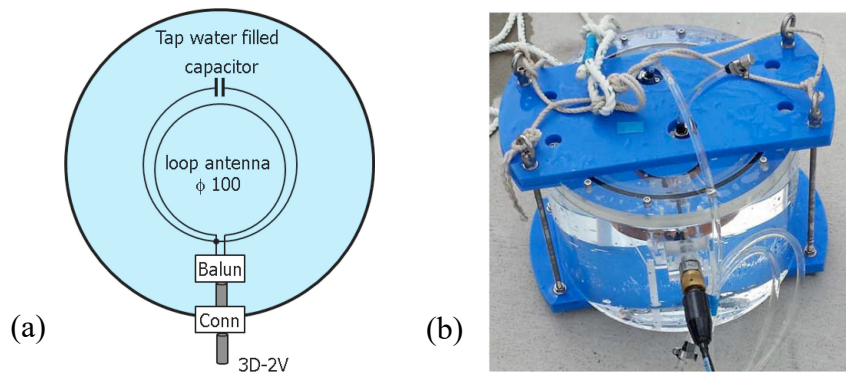 Tap water filled
capacitor
loop antenna
ϕ 100
Balun
Conn
3D-2V
(a)
(b)